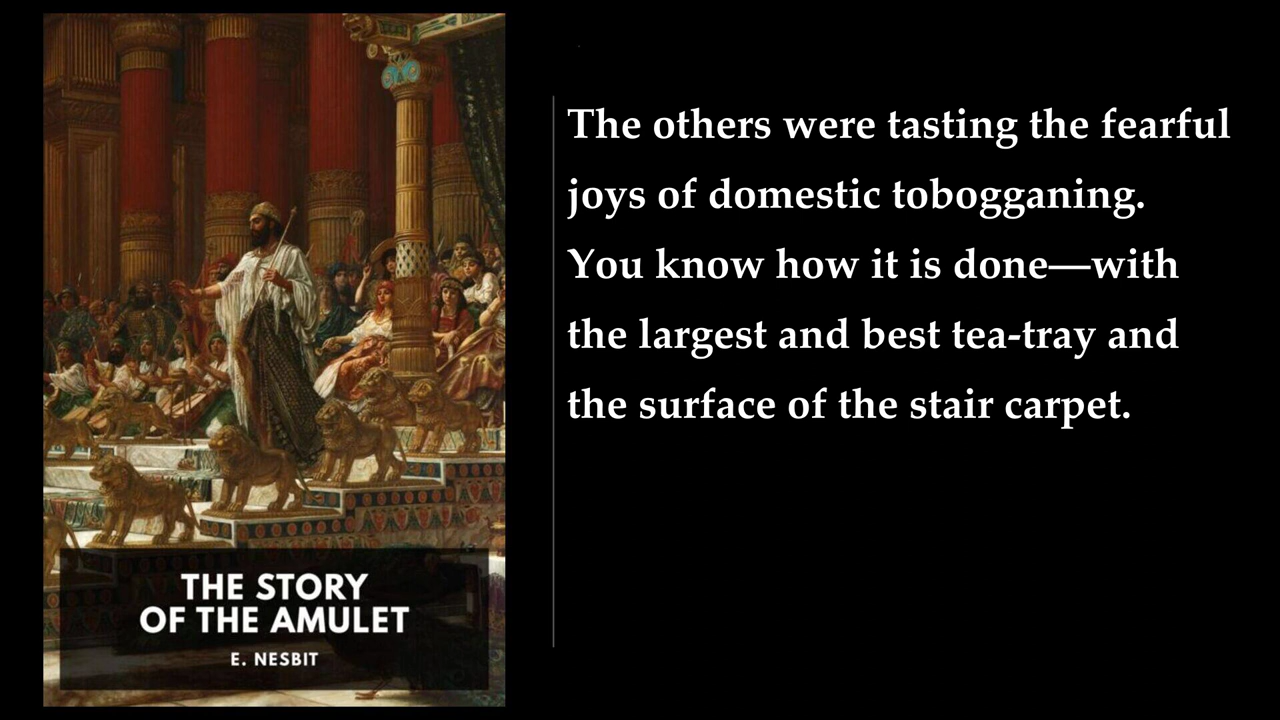 THE STORY
OF THE AMULET
E. NESBIT
The others were tasting the fearful
joys of domestic tobogganing.
You know how it is done—with
the largest and best tea-tray and
the surface of the stair carpet.